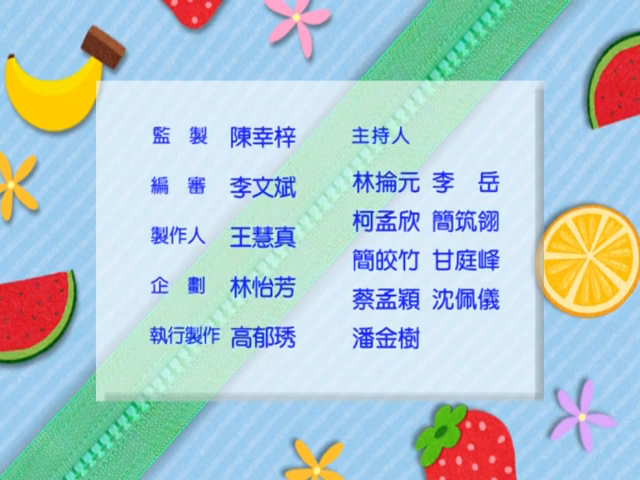 監 製 陳幸梓
編 審 李文斌
製作人 王慧真
企 劃 林怡芳
執行製作 高郁琇
主持人
林掄元 李 岳
柯孟欣 簡筑翎
簡皎竹 甘庭峰
蔡孟穎 沈佩儀
潘金樹